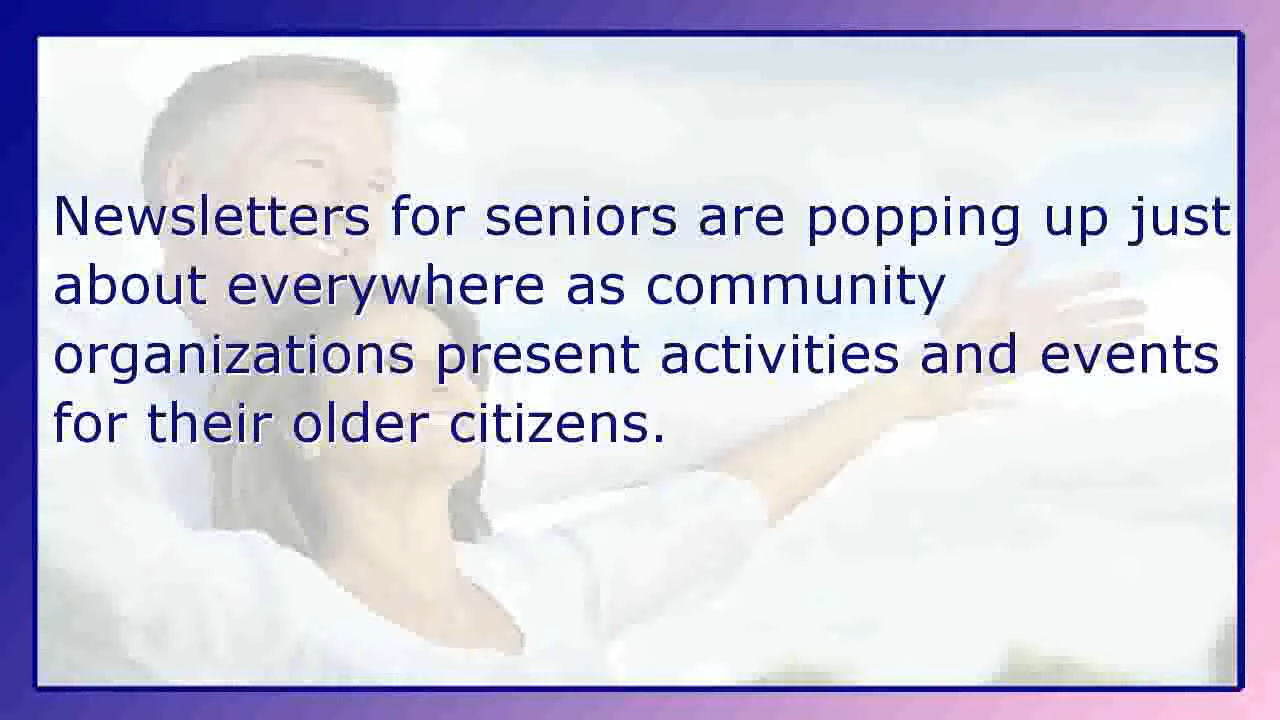 Newsletters for seniors are popping up just
about everywhere as community
organizations present activities and events
for their older citizens.